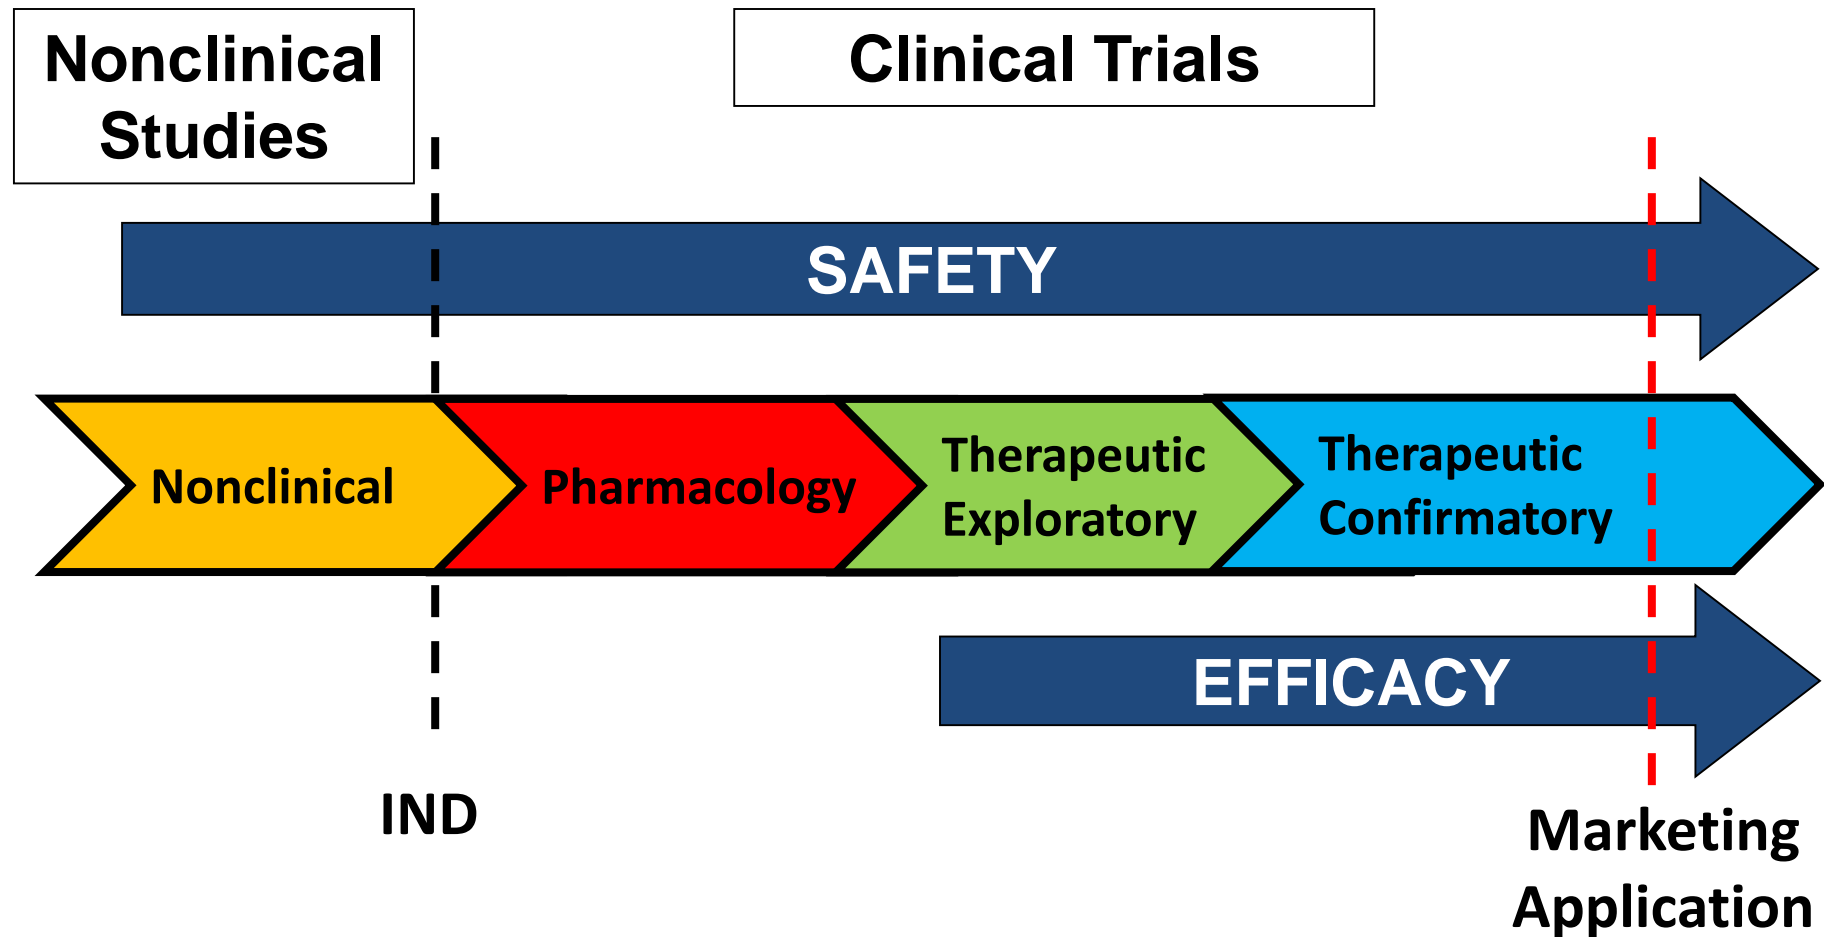 Nonclinical
Studies
Clinical Trials
SAFETY
Nonclinical
Pharmacology
Therapeutic
Exploratory
Therapeutic
Confirmatory
EFFICACY
IND
Marketing
Application